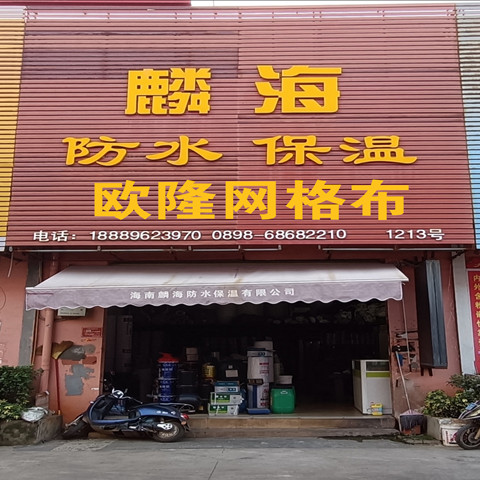 麟海
防水 保温
欧隆网格布
电话：18889623970 0898-68682210 1213号
海南麟海防水保温有限公司